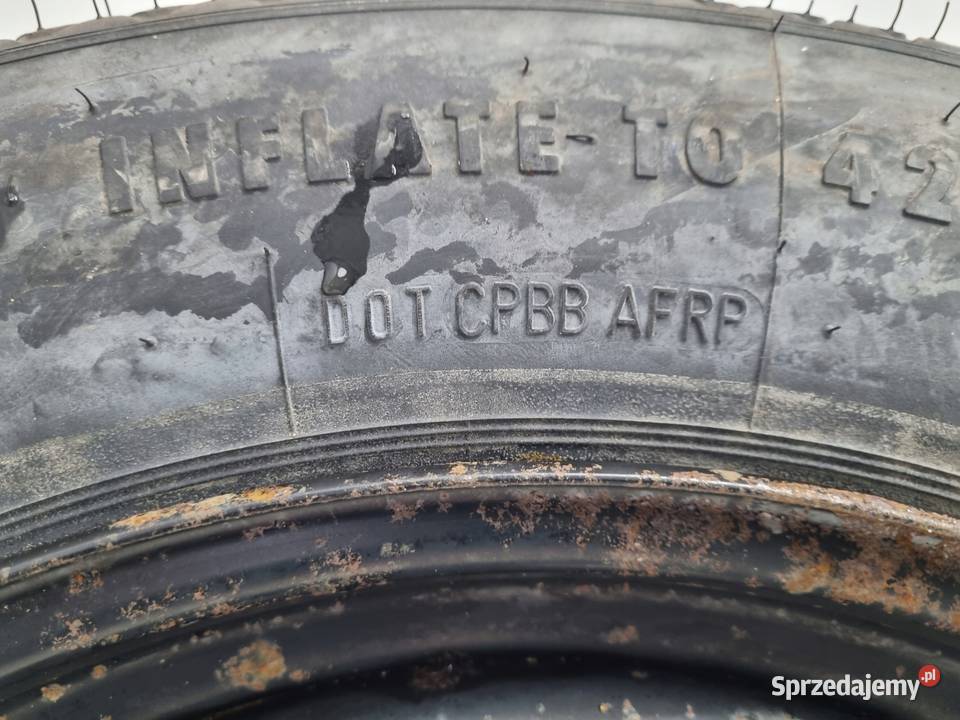 INFLATE-TO 42
DOT CPBB AFRP
Sprzedajemy.pl